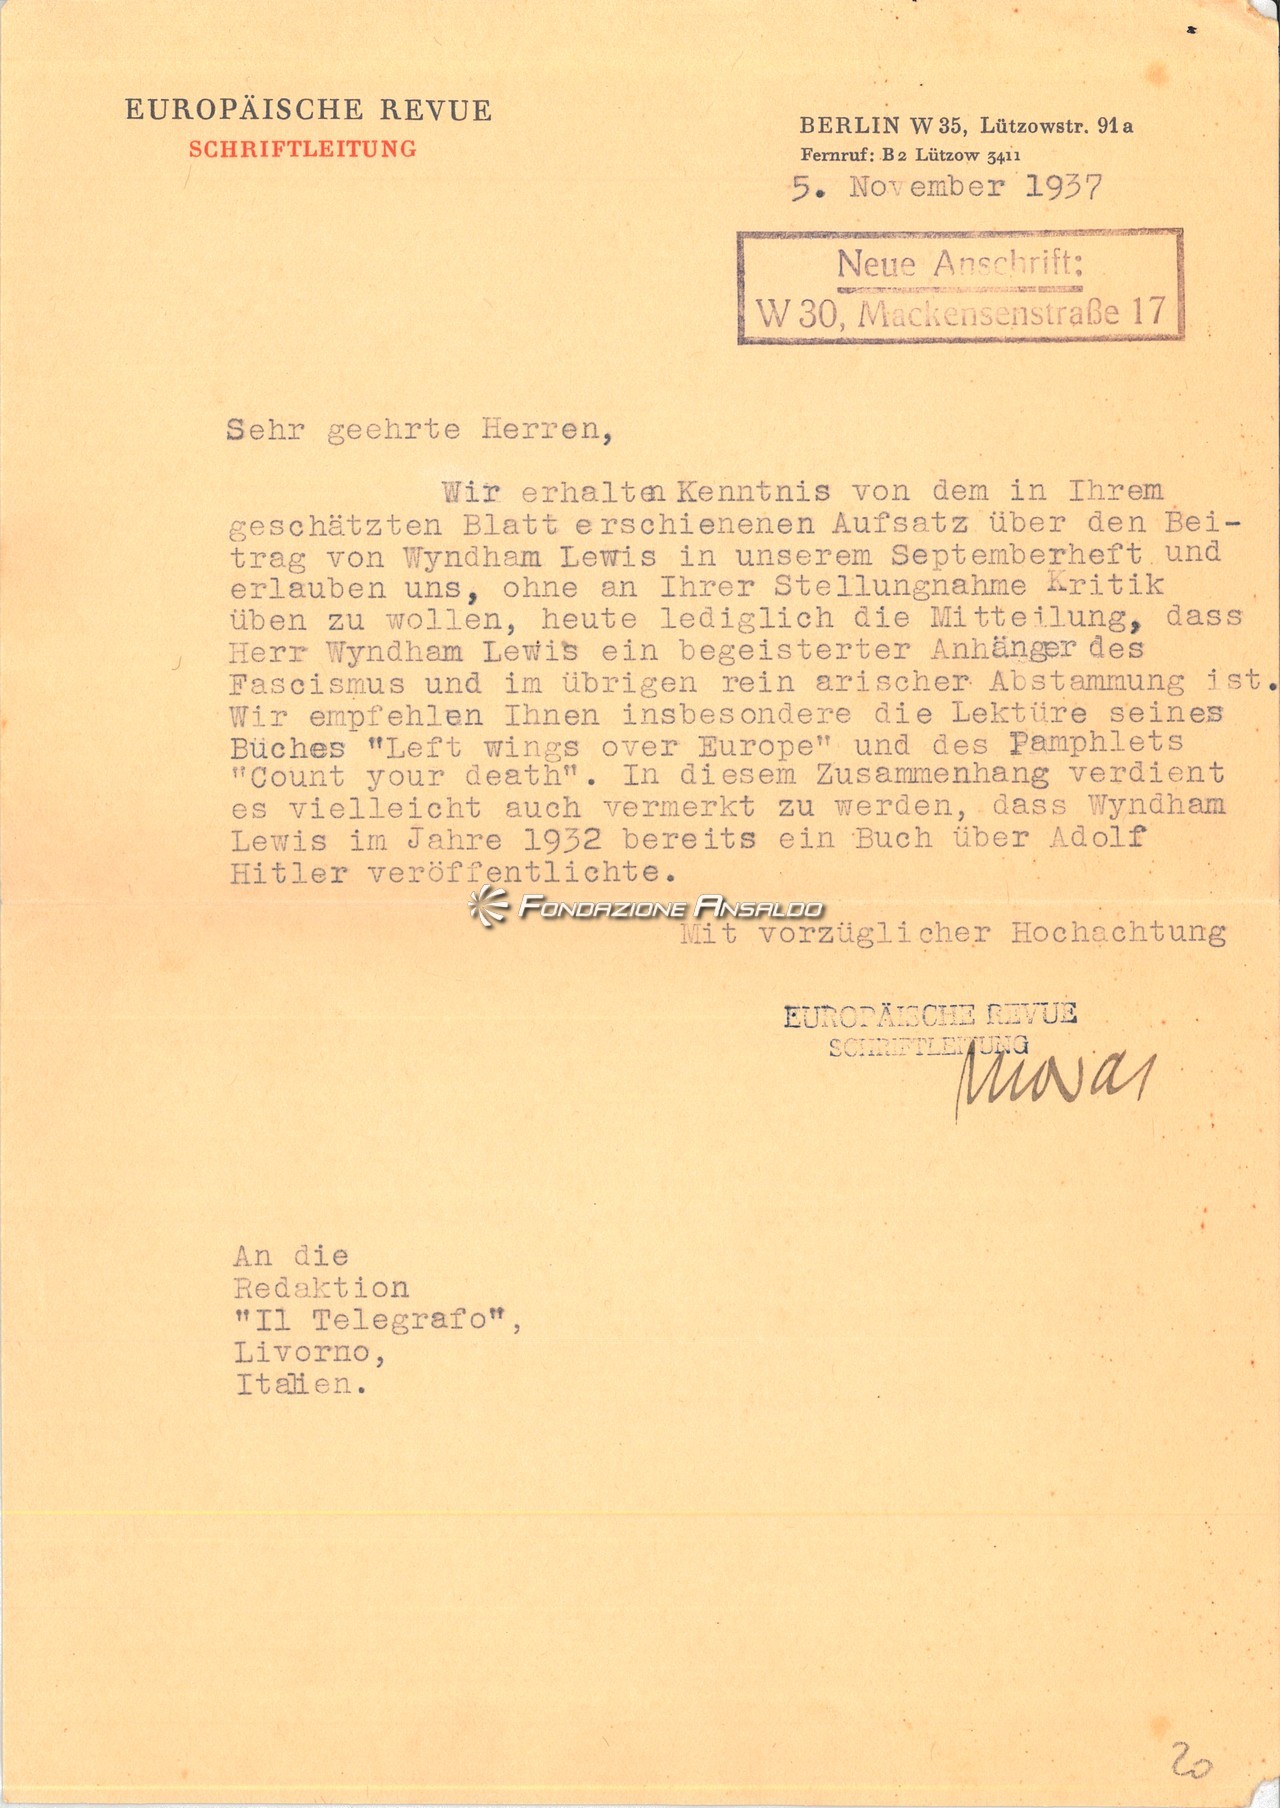 EUROPÄISCHE REVUE
SCHRIFTLEITUNG
BERLIN W 35, Lützowstr. 91a
Fernruf: B2 Lützow 3411
5. November 1937
Neue Anschrift:
W 30, Mackensenstraße 17
Sehr geehrte Herren,
Wir erhalten Kenntnis von dem in Ihrem
geschätzten Blatt erschienenen Aufsatz über den Bei-
trag von Wyndham Lewis in unserem Septemberheft und
erlauben uns, ohne an Ihrer Stellungnahme Kritik
üben zu wollen, heute lediglich die Mitteilung, dass
Herr Wyndham Lewis ein begeisterter Anhänger des
Fascismus und im übrigen rein arischer Abstammung ist.
Wir empfehlen Ihnen insbesondere die Lektüre seines
Buches "Left wings over Europe" und des Pamphlets
"Count your death". In diesem Zusammenhang verdient
es vielleicht auch vermerkt zu werden, dass Wyndham
Lewis im Jahre 1932 bereits ein Buch über Adolf
Hitler veröffentlichte.
FONDAZIONE ANSALDO
Mit vorzüglicher Hochachtung
EUROPÄISCHE REVUE
SCHRIFTLEITUNG
An die
Redaktion
"Il Telegrafo",
Livorno,
Italien.
20